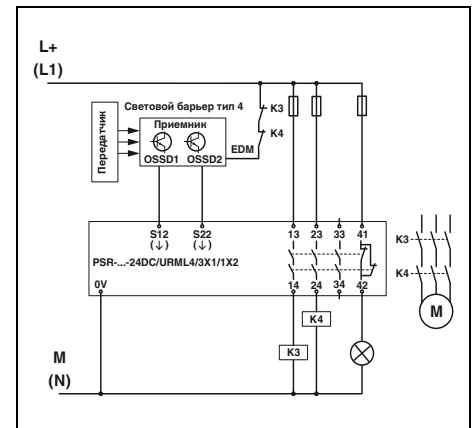 L+
(L1)
Световой барьер тип 4
Передатчик
Приемник
OSSD1 OSSD2
EDM
K3
K4
S12 S22 13 23 33 41
(↓) (↓)
PSR-...-24DC/URML4/3X1/1X2
0V 14 24 34 42
K3
K4
M
K4
K3
M
(N)